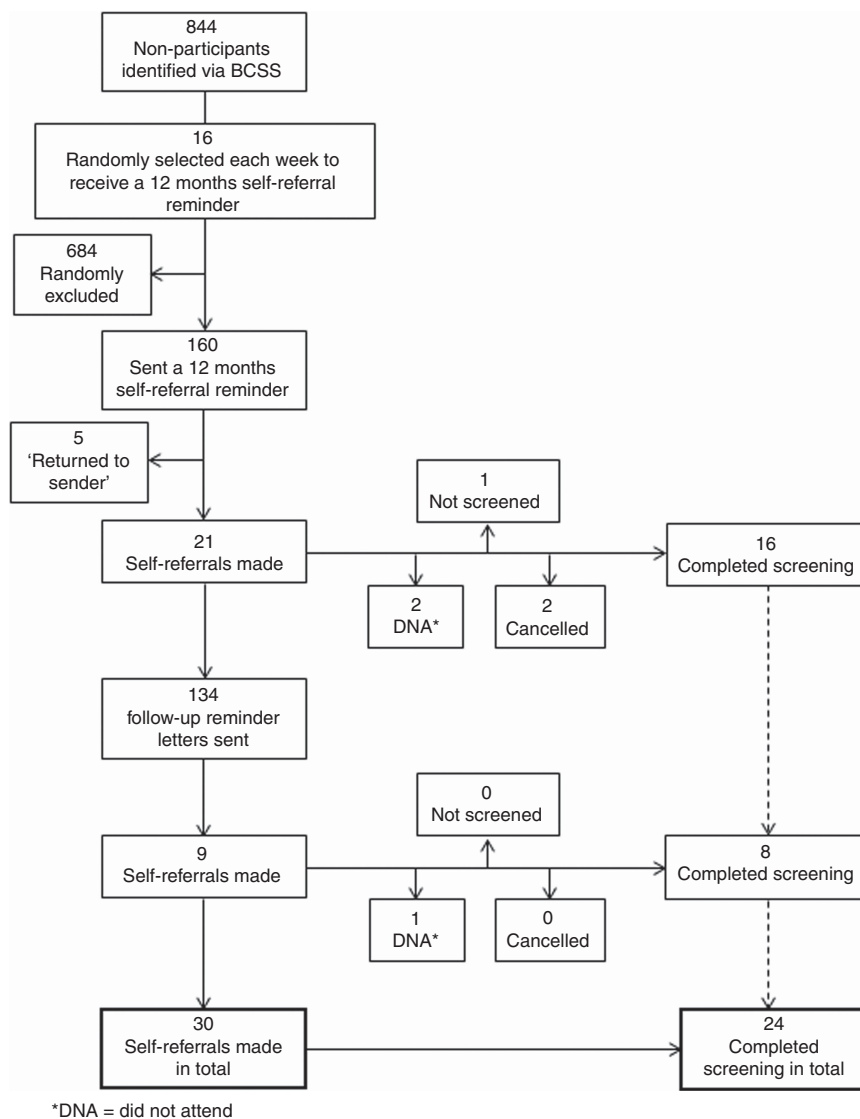 844
Non-participants
identified via BCSS
16
Randomly selected each week to
receive a 12 months self-referral
reminder
684
Randomly
excluded
160
Sent a 12 months
self-referral reminder
5
‘Returned to
sender’
21
Self-referrals made
1
Not screened
2
DNA*
2
Cancelled
16
Completed screening
134
follow-up reminder
letters sent
9
Self-referrals made
0
Not screened
1
DNA*
0
Cancelled
8
Completed screening
30
Self-referrals made
in total
24
Completed
screening in total
*DNA = did not attend